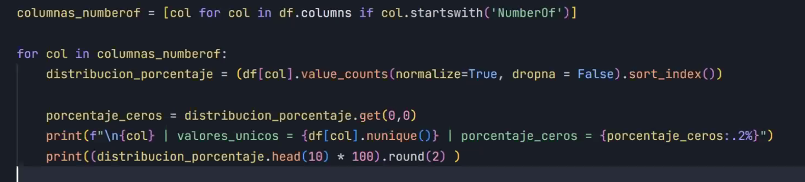 columnas_numberof = [col for col in df.columns if col.startswith('NumberOf')]
for col in columnas_numberof:
distribucion_porcentaje = (df[col].value_counts(normalize=True, dropna = False).sort_index())
porcentaje_ceros = distribucion_porcentaje.get(0,0)
print(f"\n{col} | valores_unicos = {df[col].nunique()} | porcentaje_ceros = {porcentaje_ceros:.2%}")
print((distribucion_porcentaje.head(10) * 100).round(2) )